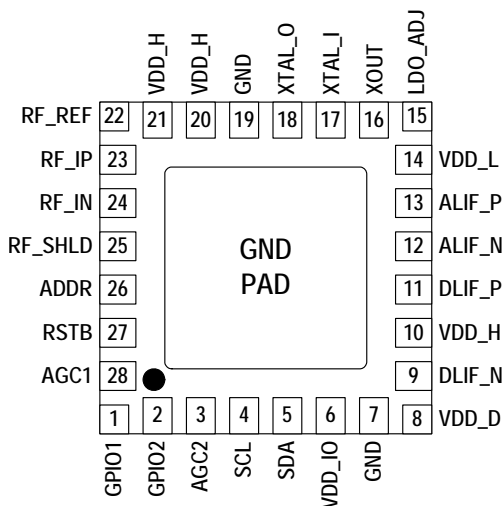 VDD_H
VDD_H
GND
XTAL_O
XTAL_I
XOUT
LDO_ADJ
RF_REF 22 21 20 19 18 17 16 15
RF_IP 23 14 VDD_L
RF_IN 24 13 ALIF_P
RF_SHLD 25 12 ALIF_N
GND
PAD
ADDR 26 11 DLIF_P
RSTB 27 10 VDD_H
AGC1 28 9 DLIF_N
1 2 3 4 5 6 7 8 VDD_D
GPIO1
GPIO2
AGC2
SCL
SDA
VDD_IO
GND